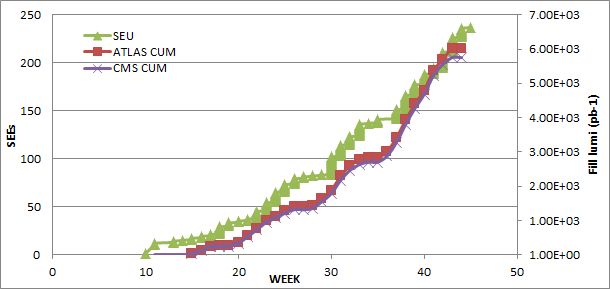 250
200
150
100
50
0
SEEs
SEU
ATLAS CUM
CMS CUM
7.00E+03
6.00E+03
5.00E+03
4.00E+03
3.00E+03
2.00E+03
1.00E+03
1.00E+00
Fill lumi (pb-1)
0 10 20 30 40 50
WEEK